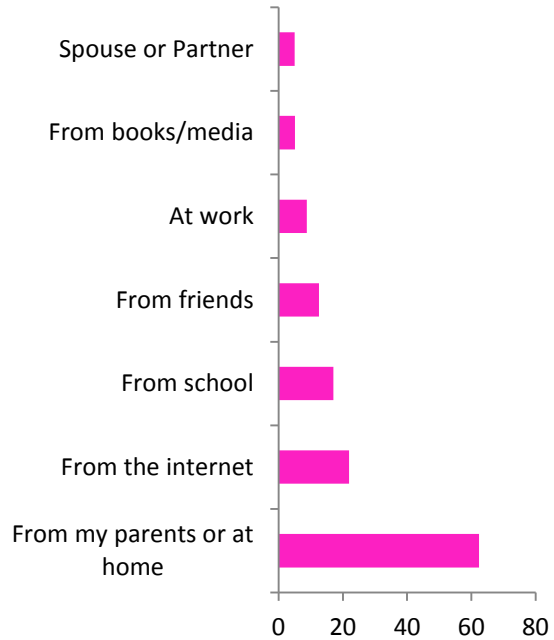 Spouse or Partner
From books/media
At work
From friends
From school
From the internet
From my parents or at
home
0 20 40 60 80